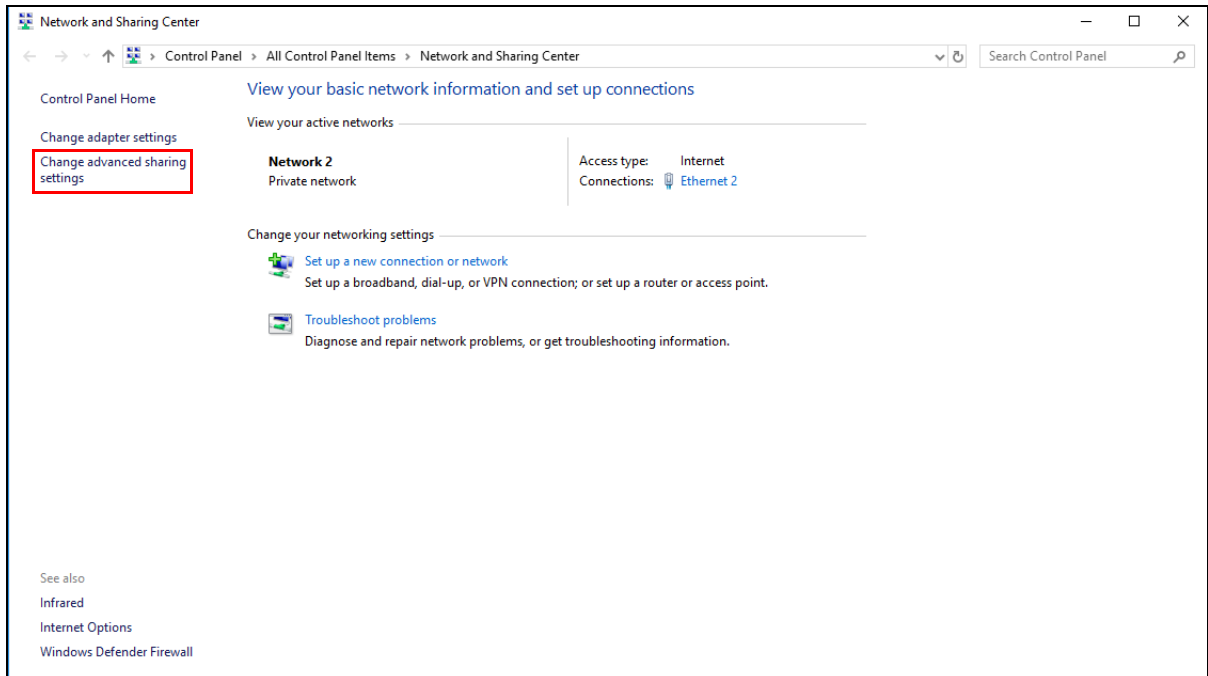 Network and Sharing Center
Control Panel > All Control Panel Items > Network and Sharing Center
Search Control Panel
Control Panel Home
Change adapter settings
Change advanced sharing
settings
View your basic network information and set up connections
View your active networks
Network 2
Private network
Access type: Internet
Connections: Ethernet 2
Change your networking settings
Set up a new connection or network
Set up a broadband, dial-up, or VPN connection; or set up a router or access point.
Troubleshoot problems
Diagnose and repair network problems, or get troubleshooting information.
See also
Infrared
Internet Options
Windows Defender Firewall